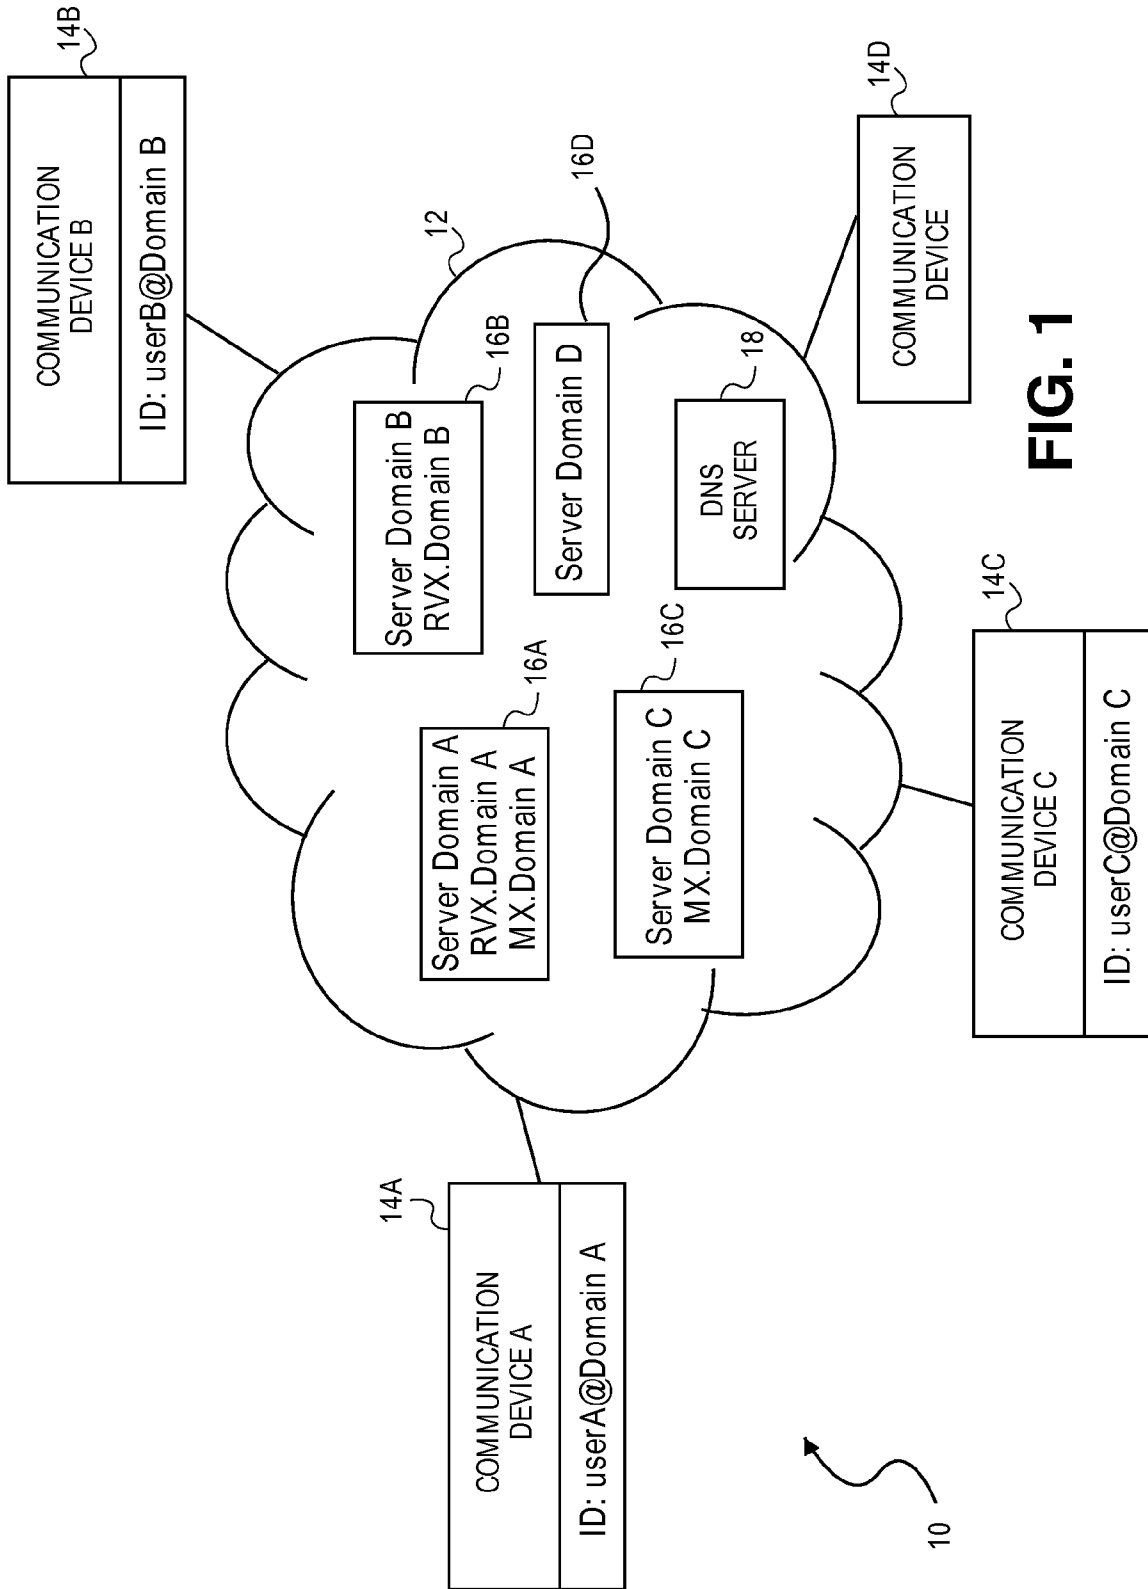 14B
COMMUNICATION
DEVICE B
ID: userB@Domain B
12
16B
Server Domain B
RVX.Domain B
16D
Server Domain D
14A
COMMUNICATION
DEVICE A
ID: userA@Domain A
16A
Server Domain A
RVX.Domain A
MX.Domain A
16C
Server Domain C
MX.Domain C
18
DNS
SERVER
14D
COMMUNICATION
DEVICE
14C
COMMUNICATION
DEVICE C
ID: userC@Domain C
10
FIG. 1